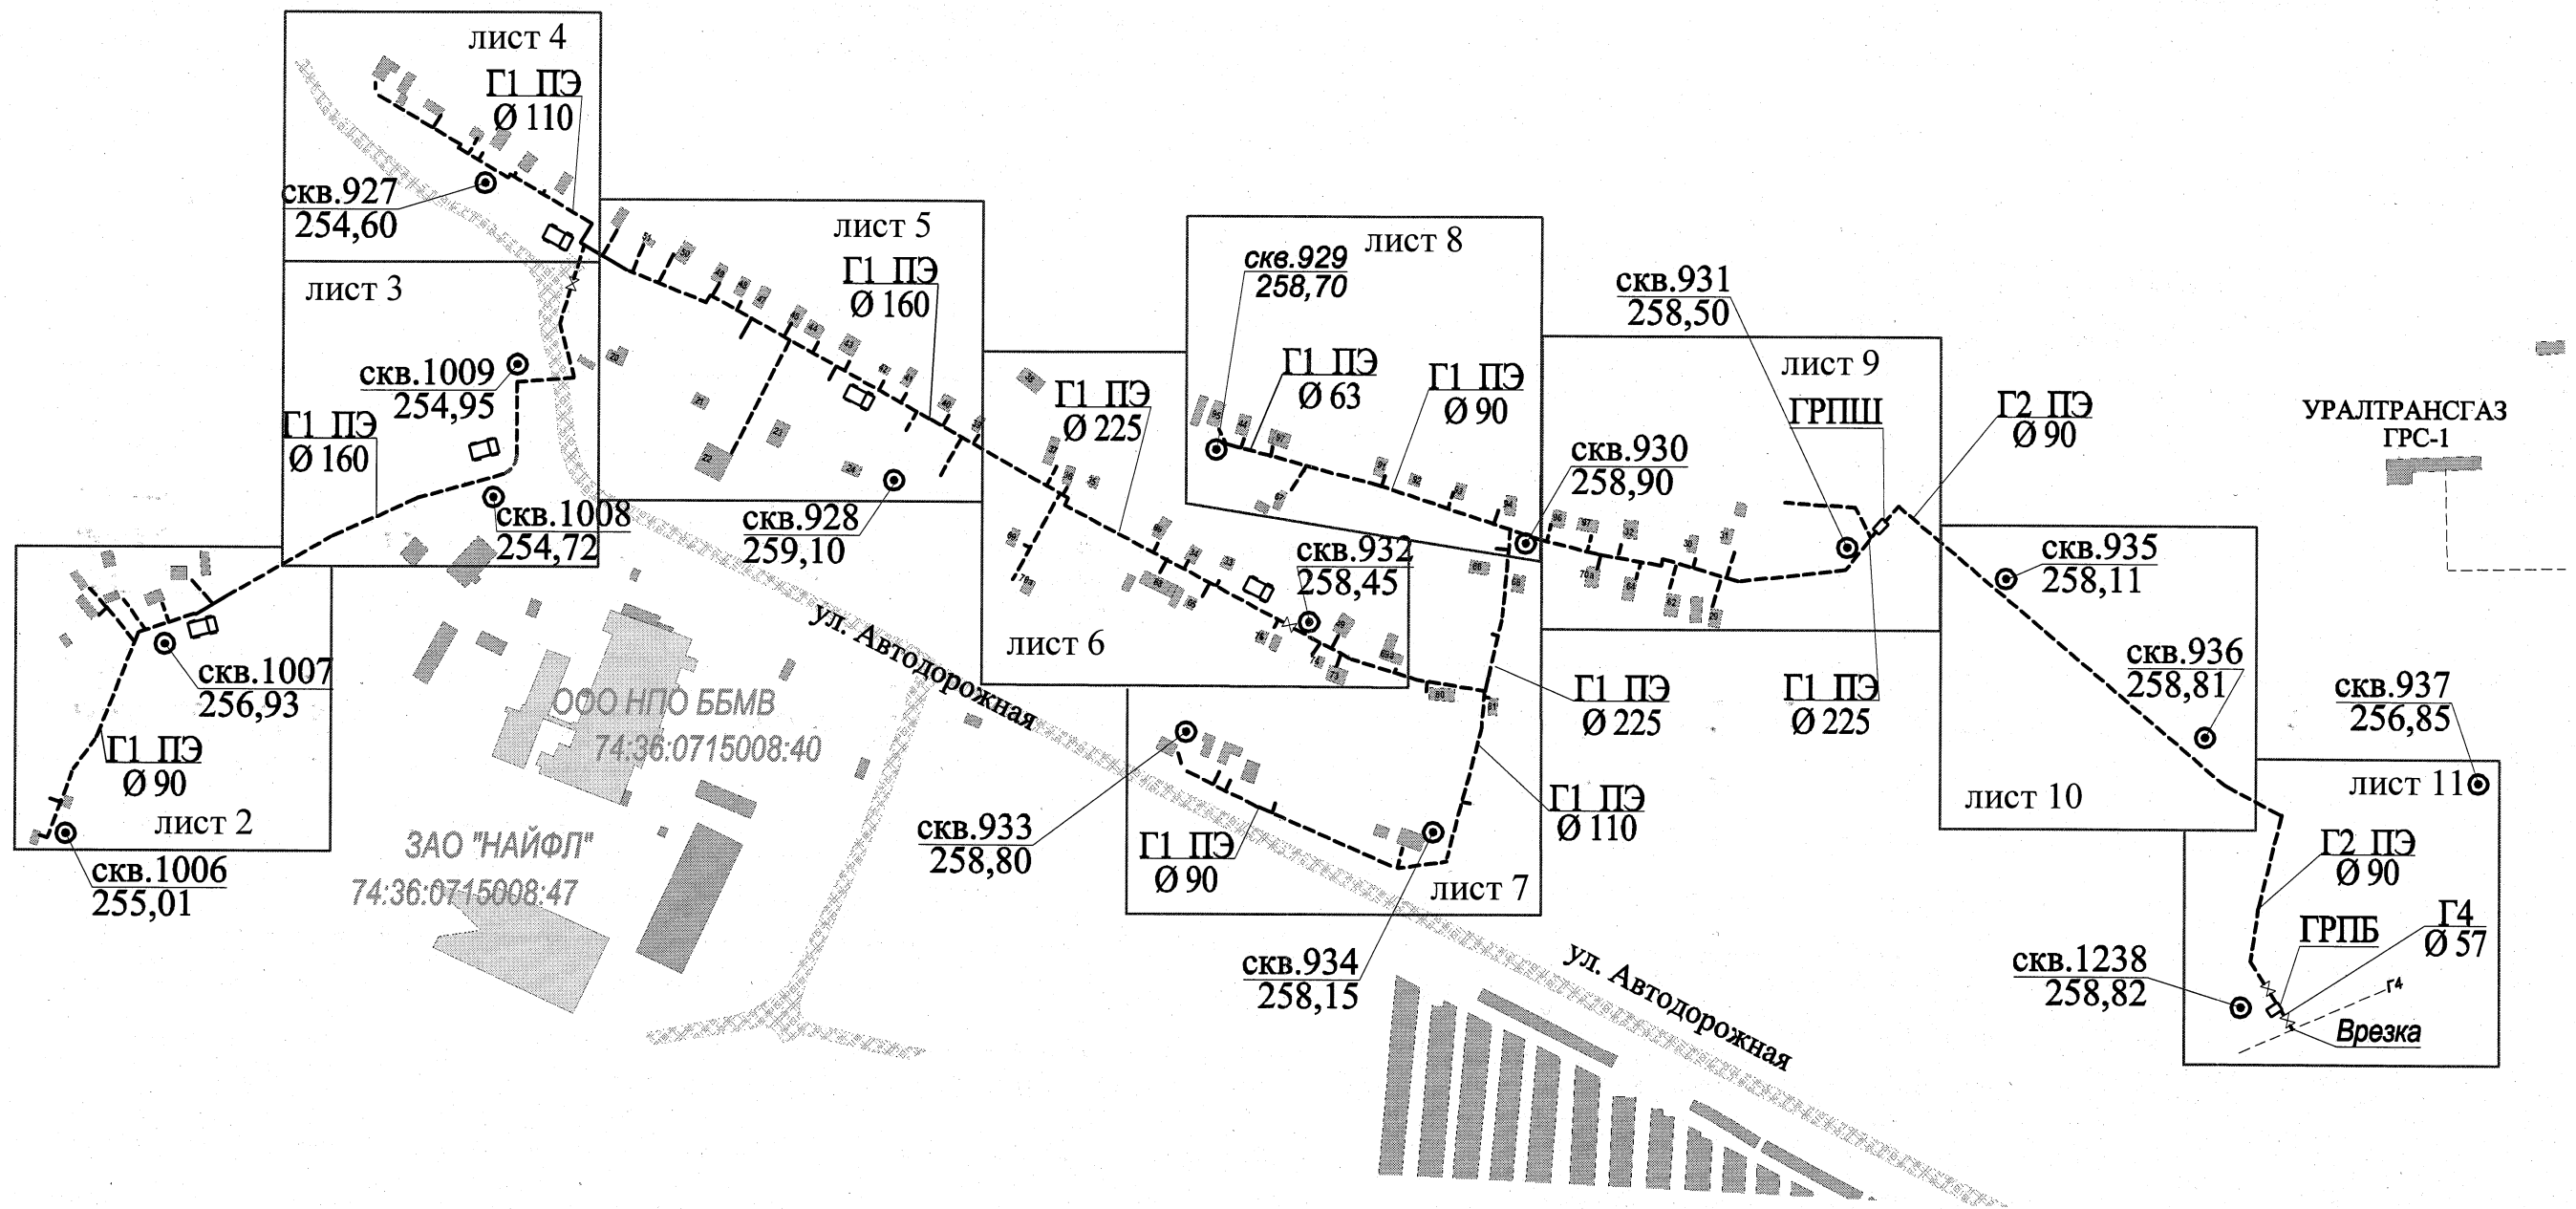 лист 4
Г1 ПЭ
Ø 110
скв.927
254,60
лист 3
скв.1009
254,95
Г1 ПЭ
Ø 160
скв.1008
254,72
скв.1007
256,93
Г1 ПЭ
Ø 90
лист 2
скв.1006
255,01
лист 5
Г1 ПЭ
Ø 160
скв.928
259,10
ООО НПО ББМВ
74:36:0715008:40
ЗАО "НАЙФЛ"
74:36:0715008:47
ул. Автодорожная
Г1 ПЭ
Ø 225
лист 6
скв.932
258,45
лист 8
скв.929
258,70
Г1 ПЭ
Ø 63
Г1 ПЭ
Ø 90
скв.930
258,90
скв.931
258,50
лист 9
ГРПШ
Г2 ПЭ
Ø 90
Г1 ПЭ
Ø 225
Г1 ПЭ
Ø 225
Г1 ПЭ
Ø 110
скв.933
258,80
Г1 ПЭ
Ø 90
лист 7
скв.934
258,15
ул. Автодорожная
УРАЛТРАНСГАЗ
ГРС-1
скв.935
258,11
скв.936
258,81
лист 10
скв.937
256,85
лист 11
Г2 ПЭ
Ø 90
ГРПБ
Г4
Ø 57
скв.1238
258,82
Г4
Врезка